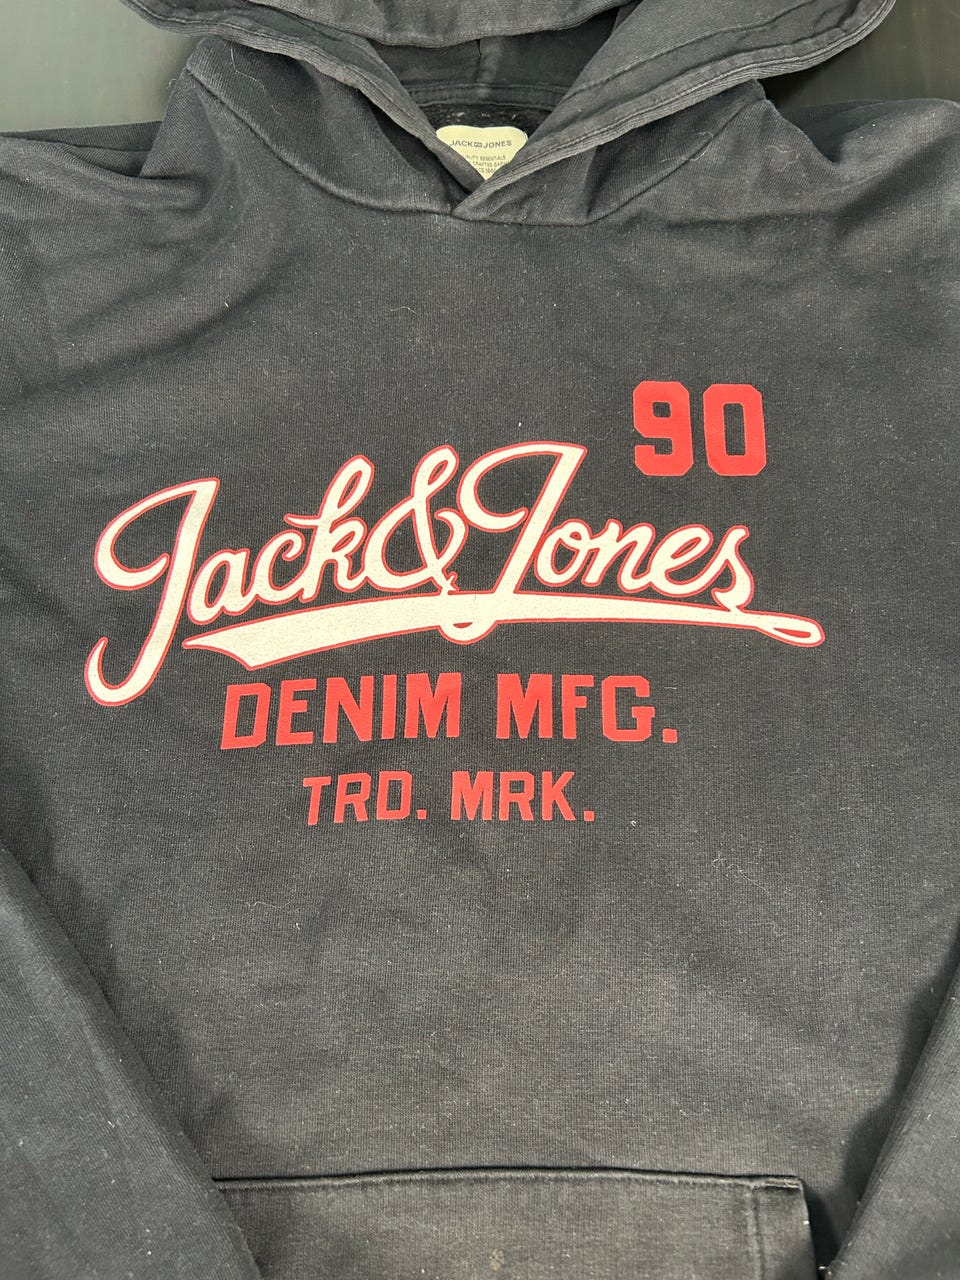 JACK JONES
90
Jack&Jones
DENIM MFG.
TRD. MRK.